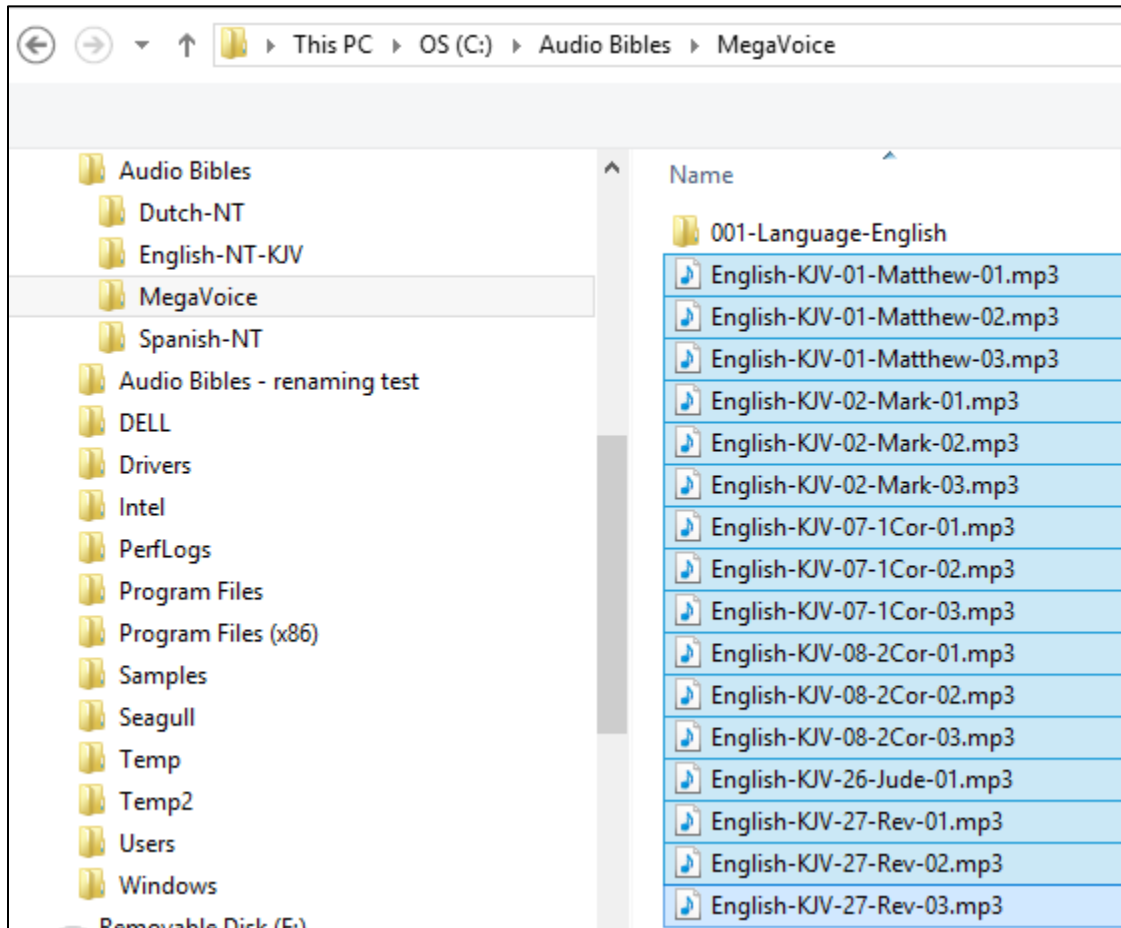 This PC ▸ OS (C:) ▸ Audio Bibles ▸ MegaVoice
Audio Bibles
Dutch-NT
English-NT-KJV
MegaVoice
Spanish-NT
Audio Bibles - renaming test
DELL
Drivers
Intel
PerfLogs
Program Files
Program Files (x86)
Samples
Seagull
Temp
Temp2
Users
Windows
Removable Disk (F:)
Name
001-Language-English
English-KJV-01-Matthew-01.mp3
English-KJV-01-Matthew-02.mp3
English-KJV-01-Matthew-03.mp3
English-KJV-02-Mark-01.mp3
English-KJV-02-Mark-02.mp3
English-KJV-02-Mark-03.mp3
English-KJV-07-1Cor-01.mp3
English-KJV-07-1Cor-02.mp3
English-KJV-07-1Cor-03.mp3
English-KJV-08-2Cor-01.mp3
English-KJV-08-2Cor-02.mp3
English-KJV-08-2Cor-03.mp3
English-KJV-26-Jude-01.mp3
English-KJV-27-Rev-01.mp3
English-KJV-27-Rev-02.mp3
English-KJV-27-Rev-03.mp3